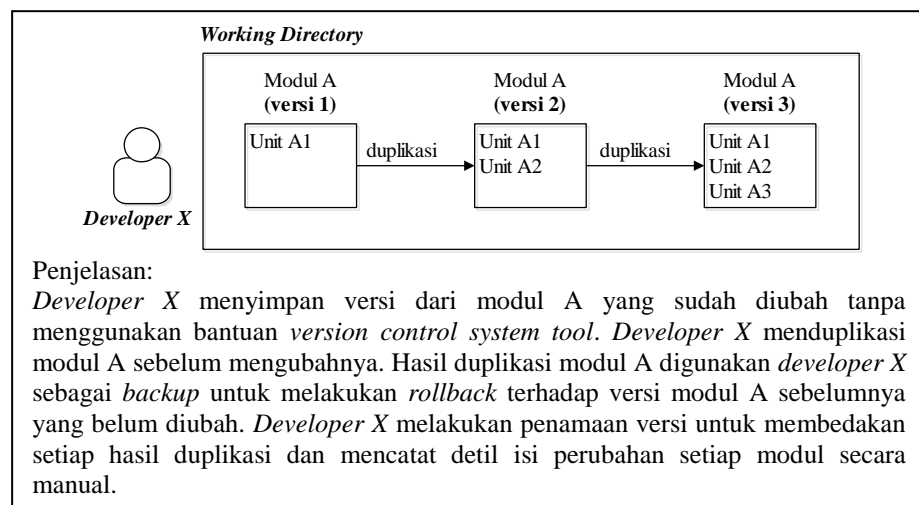 Working Directory
Modul A
(versi 1)
Modul A
(versi 2)
Modul A
(versi 3)
Unit A1
duplikasi
Unit A1
Unit A2
duplikasi
Unit A1
Unit A2
Unit A3
Developer X
Penjelasan:
Developer X menyimpan versi dari modul A yang sudah diubah tanpa
menggunakan bantuan version control system tool. Developer X menduplikasi
modul A sebelum mengubahnya. Hasil duplikasi modul A digunakan developer X
sebagai backup untuk melakukan rollback terhadap versi modul A sebelumnya
yang belum diubah. Developer X melakukan penamaan versi untuk membedakan
setiap hasil duplikasi dan mencatat detil isi perubahan setiap modul secara
manual.